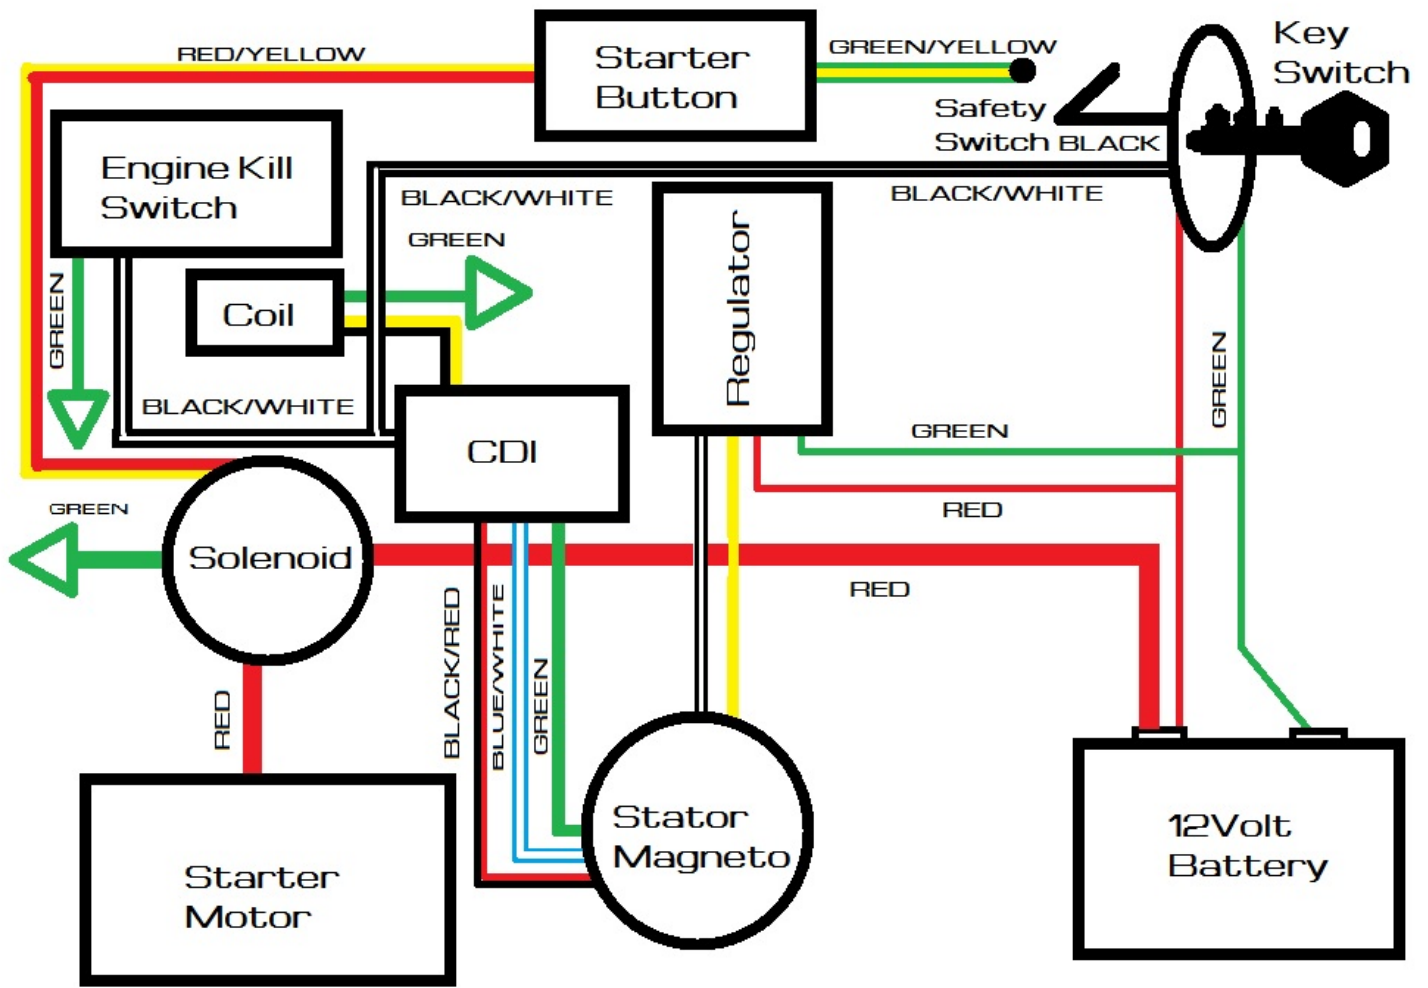 RED/YELLOW
Starter
Button
GREEN/YELLOW
Key
Switch
Safety
Switch BLACK
Engine Kill
Switch
BLACK/WHITE
BLACK/WHITE
GREEN
Regulator
GREEN
Coil
GREEN
BLACK/WHITE
GREEN
CDI
RED
GREEN
Solenoid
RED
BLACK/RED
BLUE/WHITE
GREEN
RED
Stator
Magneto
12Volt
Battery
Starter
Motor